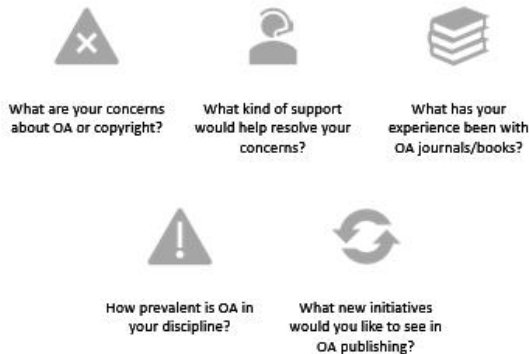 What are your concerns
about OA or copyright?
What kind of support
would help resolve your
concerns?
What has your
experience been with
OA journals/books?
How prevalent is OA in
your discipline?
What new initiatives
would you like to see in
OA publishing?